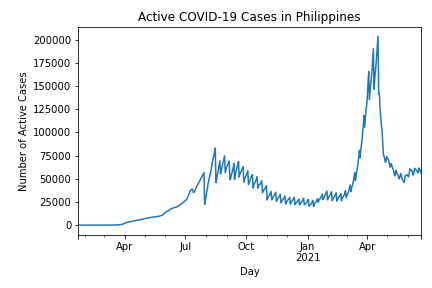 Active COVID-19 Cases in Philippines
Number of Active Cases
200000
175000
150000
125000
100000
75000
50000
25000
0
Apr
Jul
Oct
Jan
2021
Apr
Day